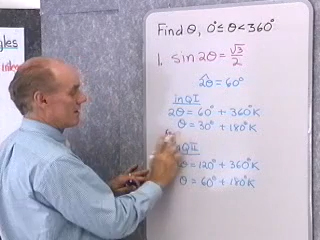 Find θ, 0° ≤ θ < 360°
1. sin 2θ = √3/2
2θ̂ = 60°
in QI
2θ = 60° + 360°K
θ = 30° + 180°K
in QII
θ = 120° + 360°K
θ = 60° + 180°K